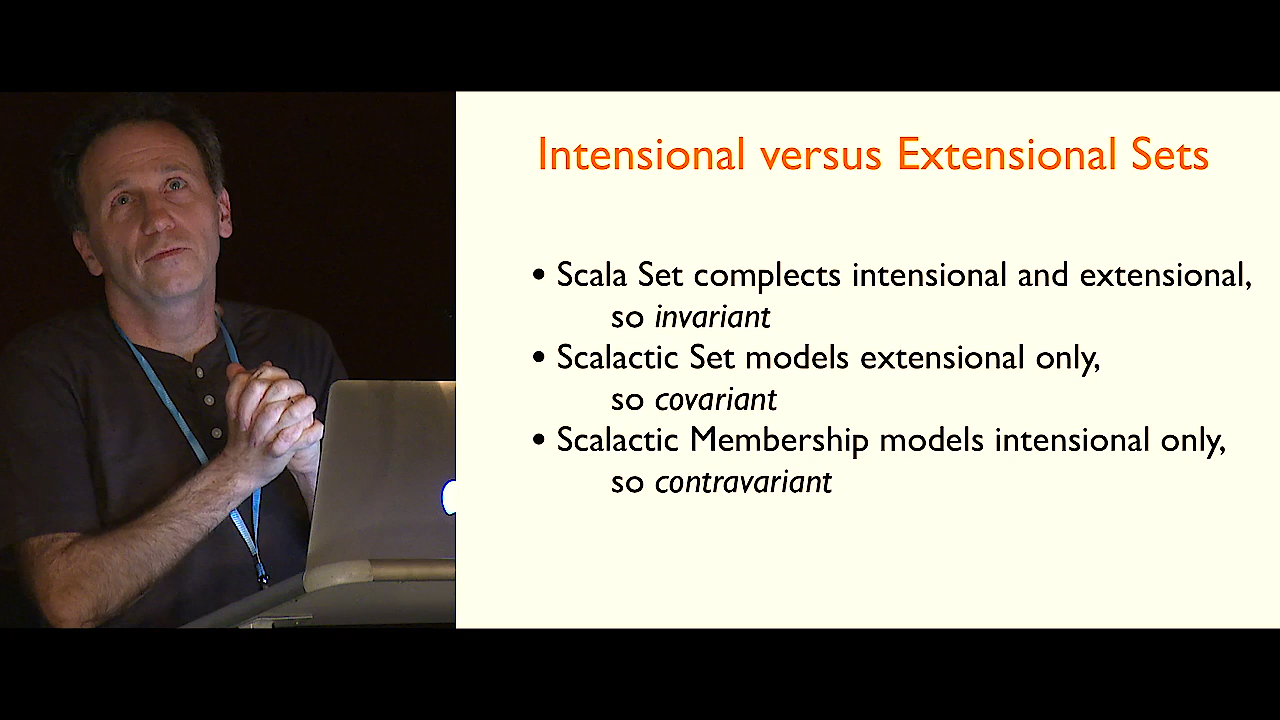 Intensional versus Extensional Sets
• Scala Set complects intensional and extensional,
so invariant
• Scalactic Set models extensional only,
so covariant
• Scalactic Membership models intensional only,
so contravariant